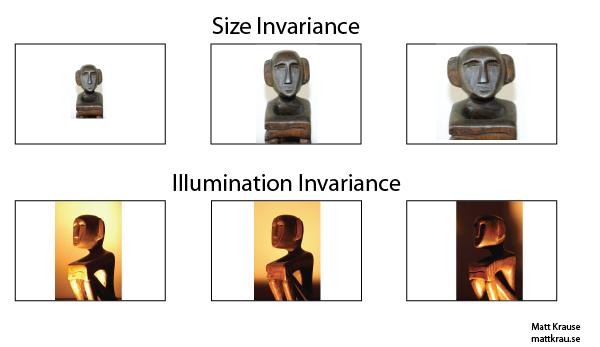 Size Invariance
Illumination Invariance
Matt Krause
mattkrau.se